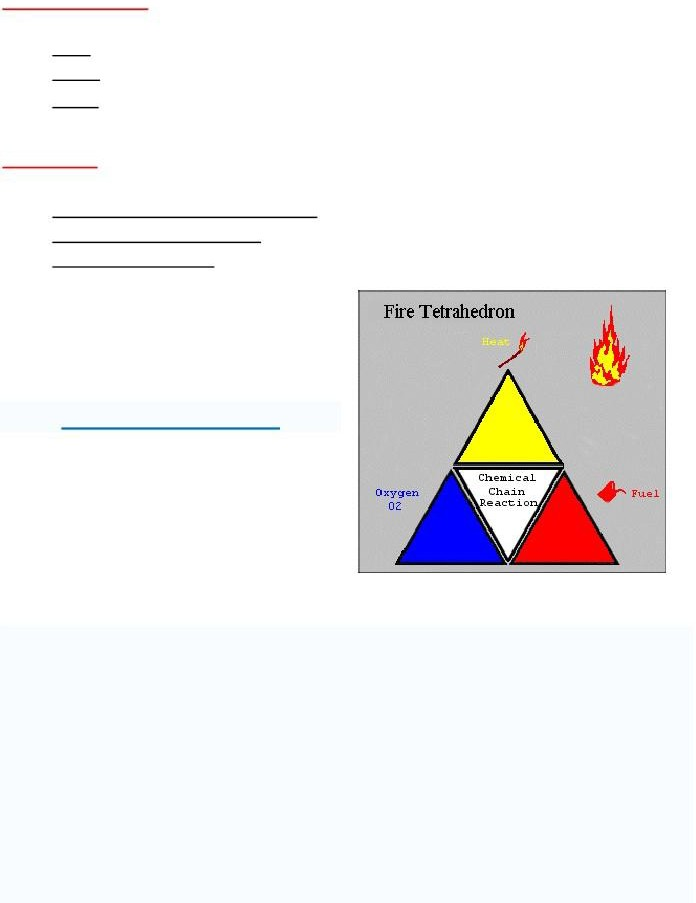 Fire Tetrahedron
Heat
Chemical
Chain
Reaction
Oxygen
O2
Fuel